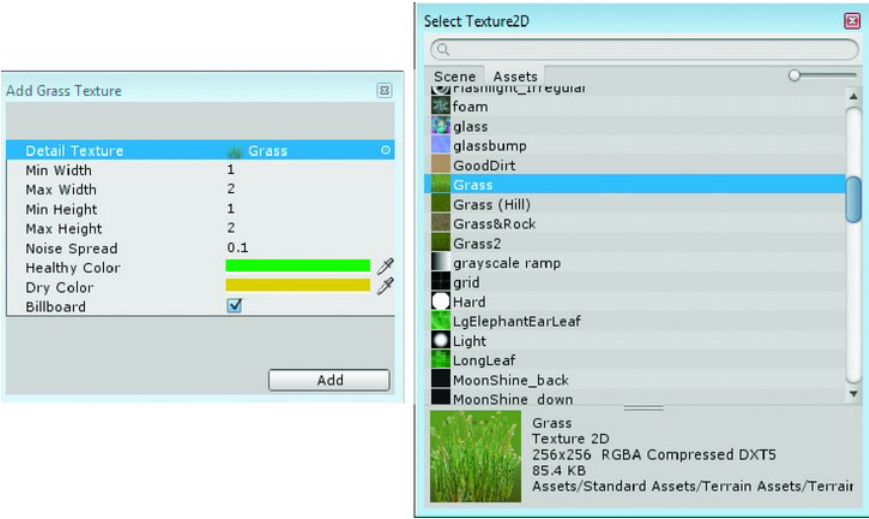 Add Grass Texture
Detail Texture Grass
Min Width 1
Max Width 2
Min Height 1
Max Height 2
Noise Spread 0.1
Healthy Color
Dry Color
Billboard
Add
Select Texture2D
Scene Assets
Flashlight_Irregular
foam
glass
glassbump
GoodDirt
Grass
Grass (Hill)
Grass&Rock
Grass2
grayscale ramp
grid
Hard
LgElephantEarLeaf
Light
LongLeaf
MoonShine_back
MoonShine_down
Grass
Texture 2D
256x256 RGBA Compressed DXT5
85.4 KB
Assets/Standard Assets/Terrain Assets/Terrair